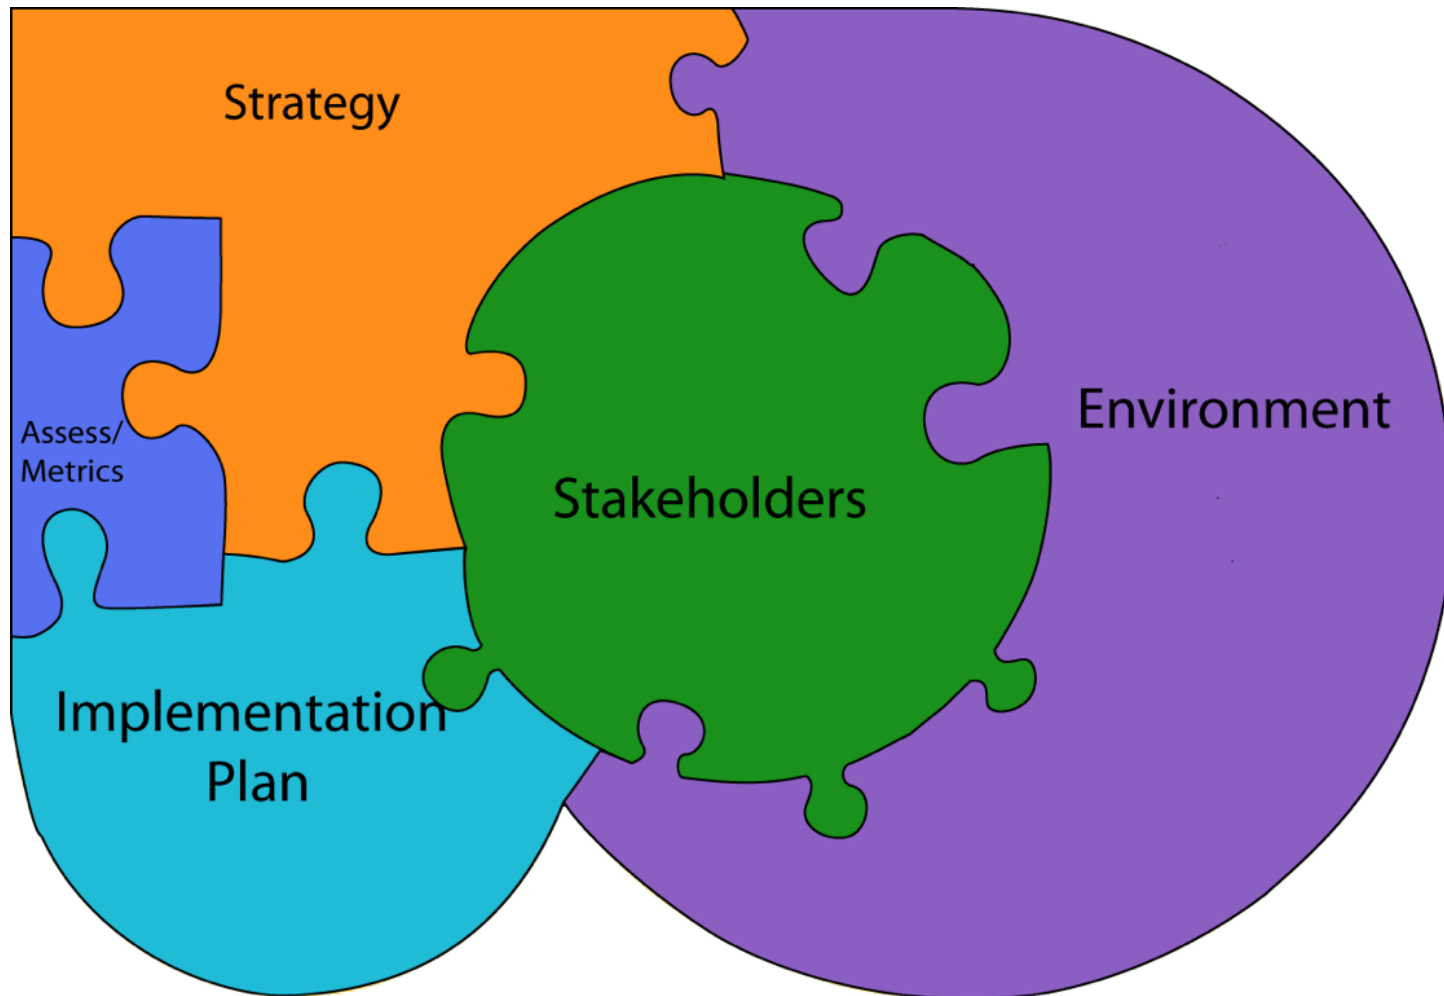 Strategy
Assess/
Metrics
Environment
Stakeholders
Implementation
Plan